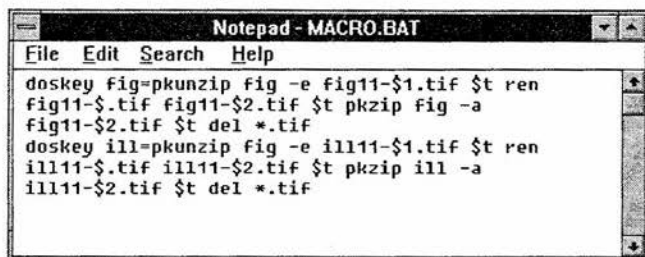 Notepad - MACRO.BAT
File Edit Search Help
doskey fig=pkunzip fig -e fig11-$1.tif $t ren
fig11-$.tif fig11-$2.tif $t pkzip fig -a
fig11-$2.tif $t del *.tif
doskey ill=pkunzip fig -e ill11-$1.tif $t ren
ill11-$.tif ill11-$2.tif $t pkzip ill -a
ill11-$2.tif $t del *.tif